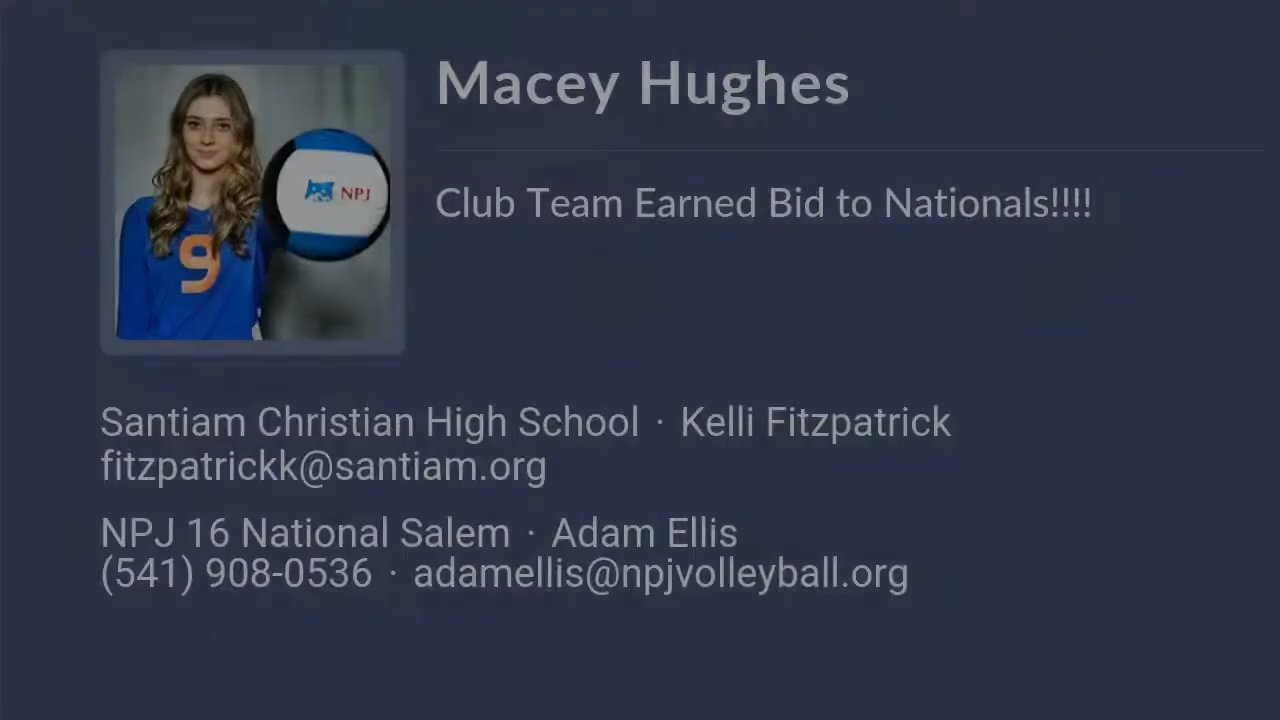 Macey Hughes
Club Team Earned Bid to Nationals!!!!
9
NPJ
Santiam Christian High School · Kelli Fitzpatrick
fitzpatrickk@santiam.org
NPJ 16 National Salem · Adam Ellis
(541) 908-0536 · adamellis@npjvolleyball.org